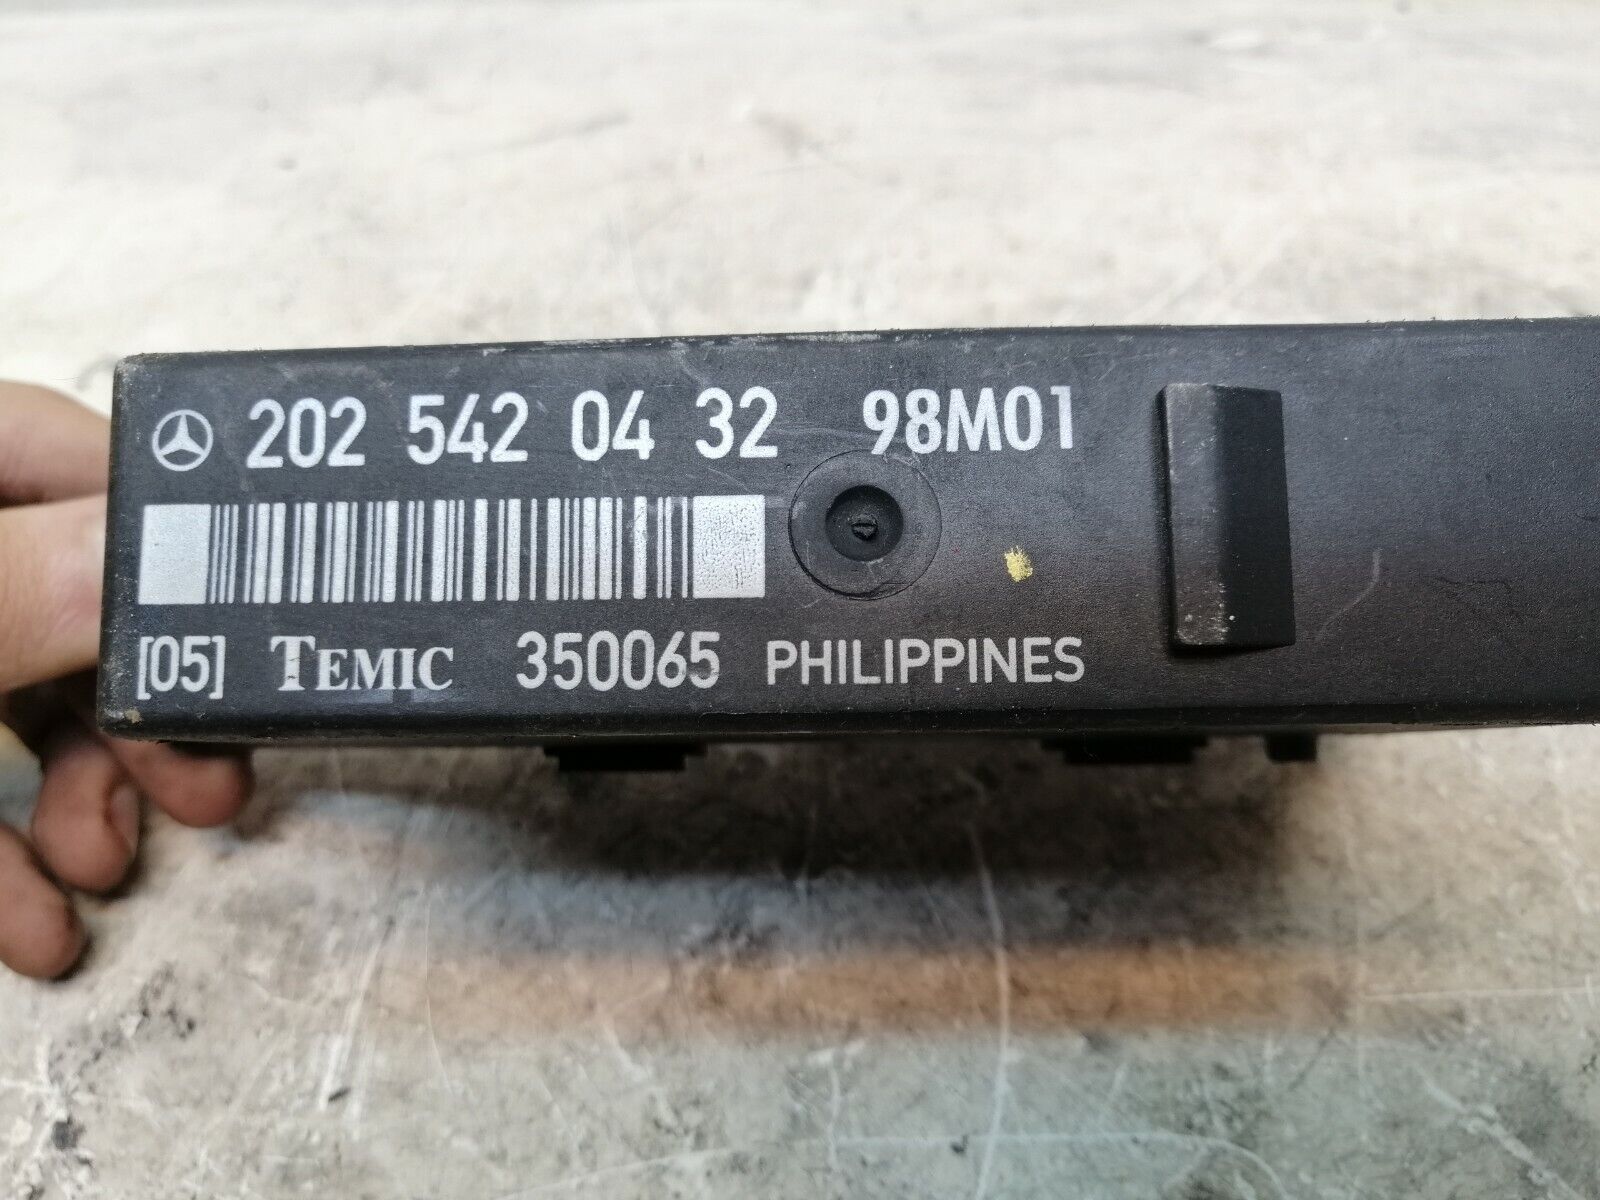 202 542 04 32 98M01
[05] TEMIC 350065 PHILIPPINES